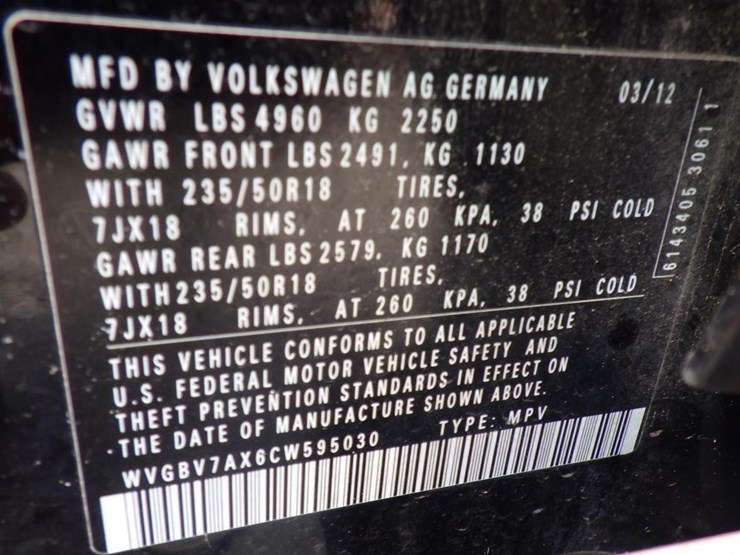 MFD BY VOLKSWAGEN AG GERMANY 03/12
GVWR LBS 4960 KG 2250
GAWR FRONT LBS 2491, KG 1130
WITH 235/50R18 TIRES,
7JX18 RIMS, AT 260 KPA, 38 PSI COLD
GAWR REAR LBS 2579, KG 1170
WITH 235/50R18 TIRES,
7JX18 RIMS, AT 260 KPA, 38 PSI COLD
THIS VEHICLE CONFORMS TO ALL APPLICABLE
U.S. FEDERAL MOTOR VEHICLE SAFETY AND
THEFT PREVENTION STANDARDS IN EFFECT ON
THE DATE OF MANUFACTURE SHOWN ABOVE.
WVGBV7AX6CW595030 TYPE: MPV
6143405 3061 1